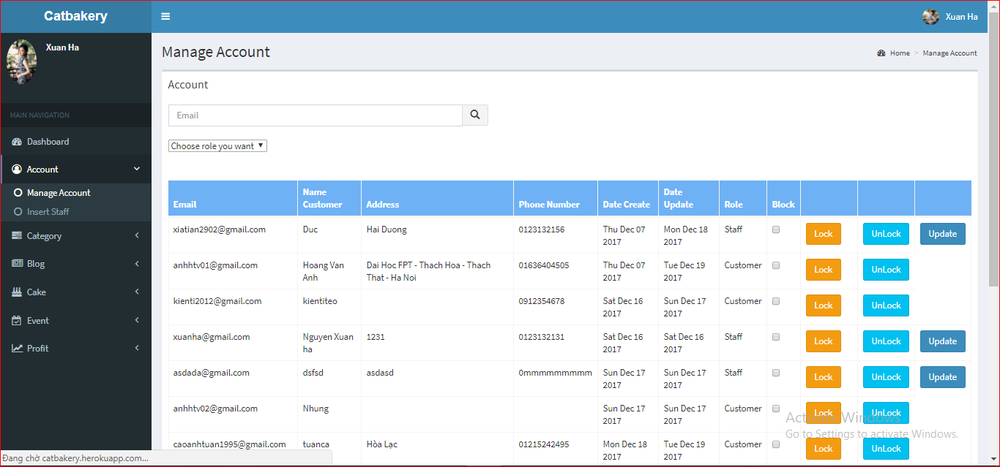 Catbakery
Xuan Ha
Xuan Ha
Manage Account
Home > Manage Account
MAIN NAVIGATION
Dashboard
Account
Manage Account
Insert Staff
Category
Blog
Cake
Event
Profit
Account
Email
Choose role you want
Email Name Customer Address Phone Number Date Create Date Update Role Block
xiatian2902@gmail.com Duc Hai Duong 0123132156 Thu Dec 07 2017 Mon Dec 18 2017 Staff Lock UnLock Update
anhhtv01@gmail.com Hoang Van Anh Dai Hoc FPT - Thach Hoa - Thach That - Ha Noi 01636404505 Thu Dec 07 2017 Tue Dec 19 2017 Customer Lock UnLock
kienti2012@gmail.com kientiteo 0912354678 Sat Dec 16 2017 Sun Dec 17 2017 Customer Lock UnLock
xuanha@gmail.com Nguyen Xuan ha 1231 0123132131 Sat Dec 16 2017 Sat Dec 16 2017 Staff Lock UnLock Update
asdada@gmail.com dsfsd asdasd 0mmmmmmmmm Sun Dec 17 2017 Sun Dec 17 2017 Staff Lock UnLock Update
anhhtv02@gmail.com Nhung Sun Dec 17 2017 Sun Dec 17 2017 Customer Lock UnLock
caoanhtuan1995@gmail.com tuanca Hòa Lạc 01215242495 Mon Dec 18 2017 Tue Dec 19 2017 Customer Lock UnLock
Activate Windows
Go to Settings to activate Windows.
Đang chờ catbakery.herokuapp.com...